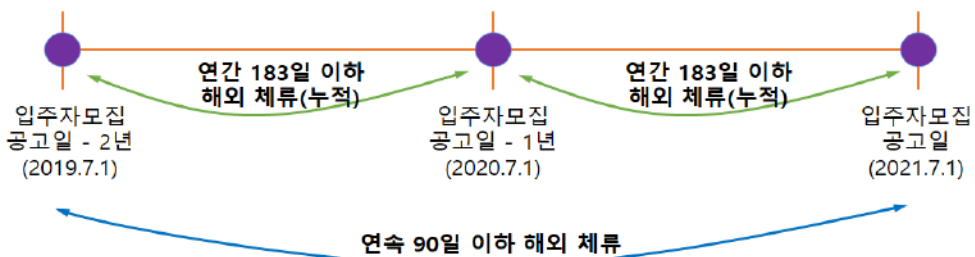 연간 183일 이하
해외 체류(누적)
연간 183일 이하
해외 체류(누적)
입주자모집
공고일 - 2년
(2019.7.1)
입주자모집
공고일 - 1년
(2020.7.1)
입주자모집
공고일
(2021.7.1)
연속 90일 이하 해외 체류